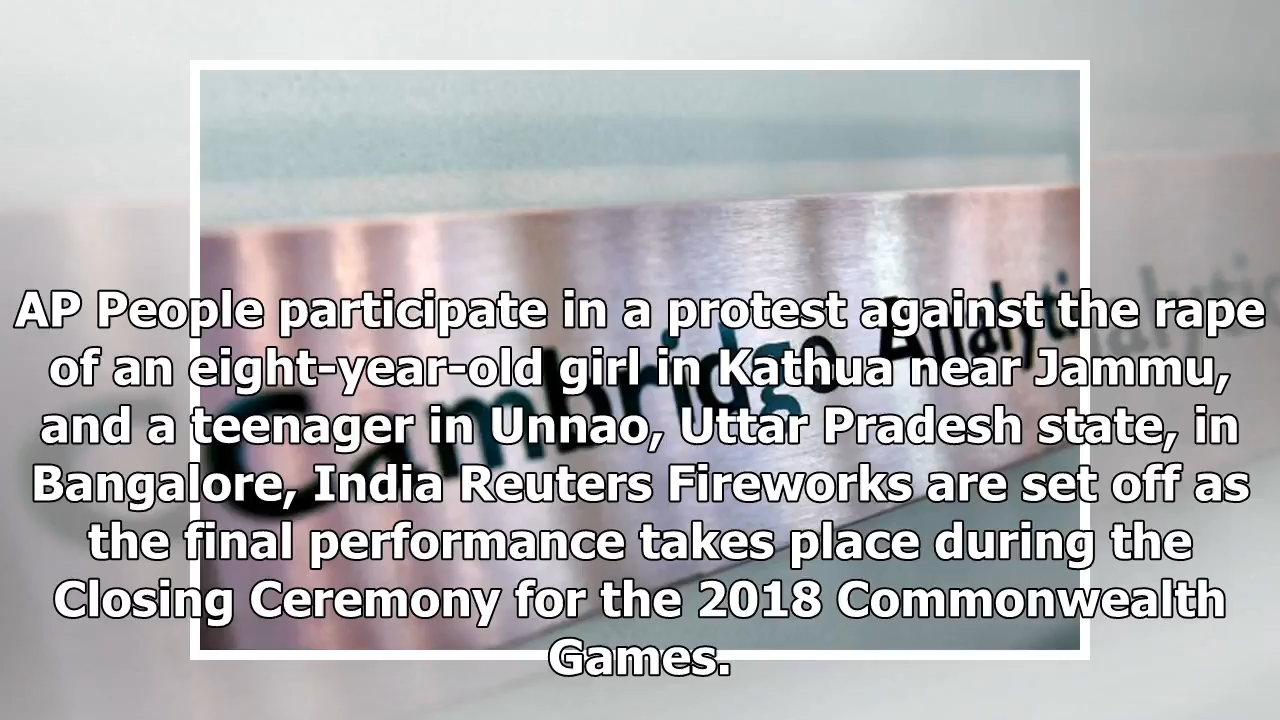 AP People participate in a protest against the rape
of an eight-year-old girl in Kathua near Jammu,
and a teenager in Unnao, Uttar Pradesh state, in
Bangalore, India Reuters Fireworks are set off as
the final performance takes place during the
Closing Ceremony for the 2018 Commonwealth
Games.
Cambridge Analytic